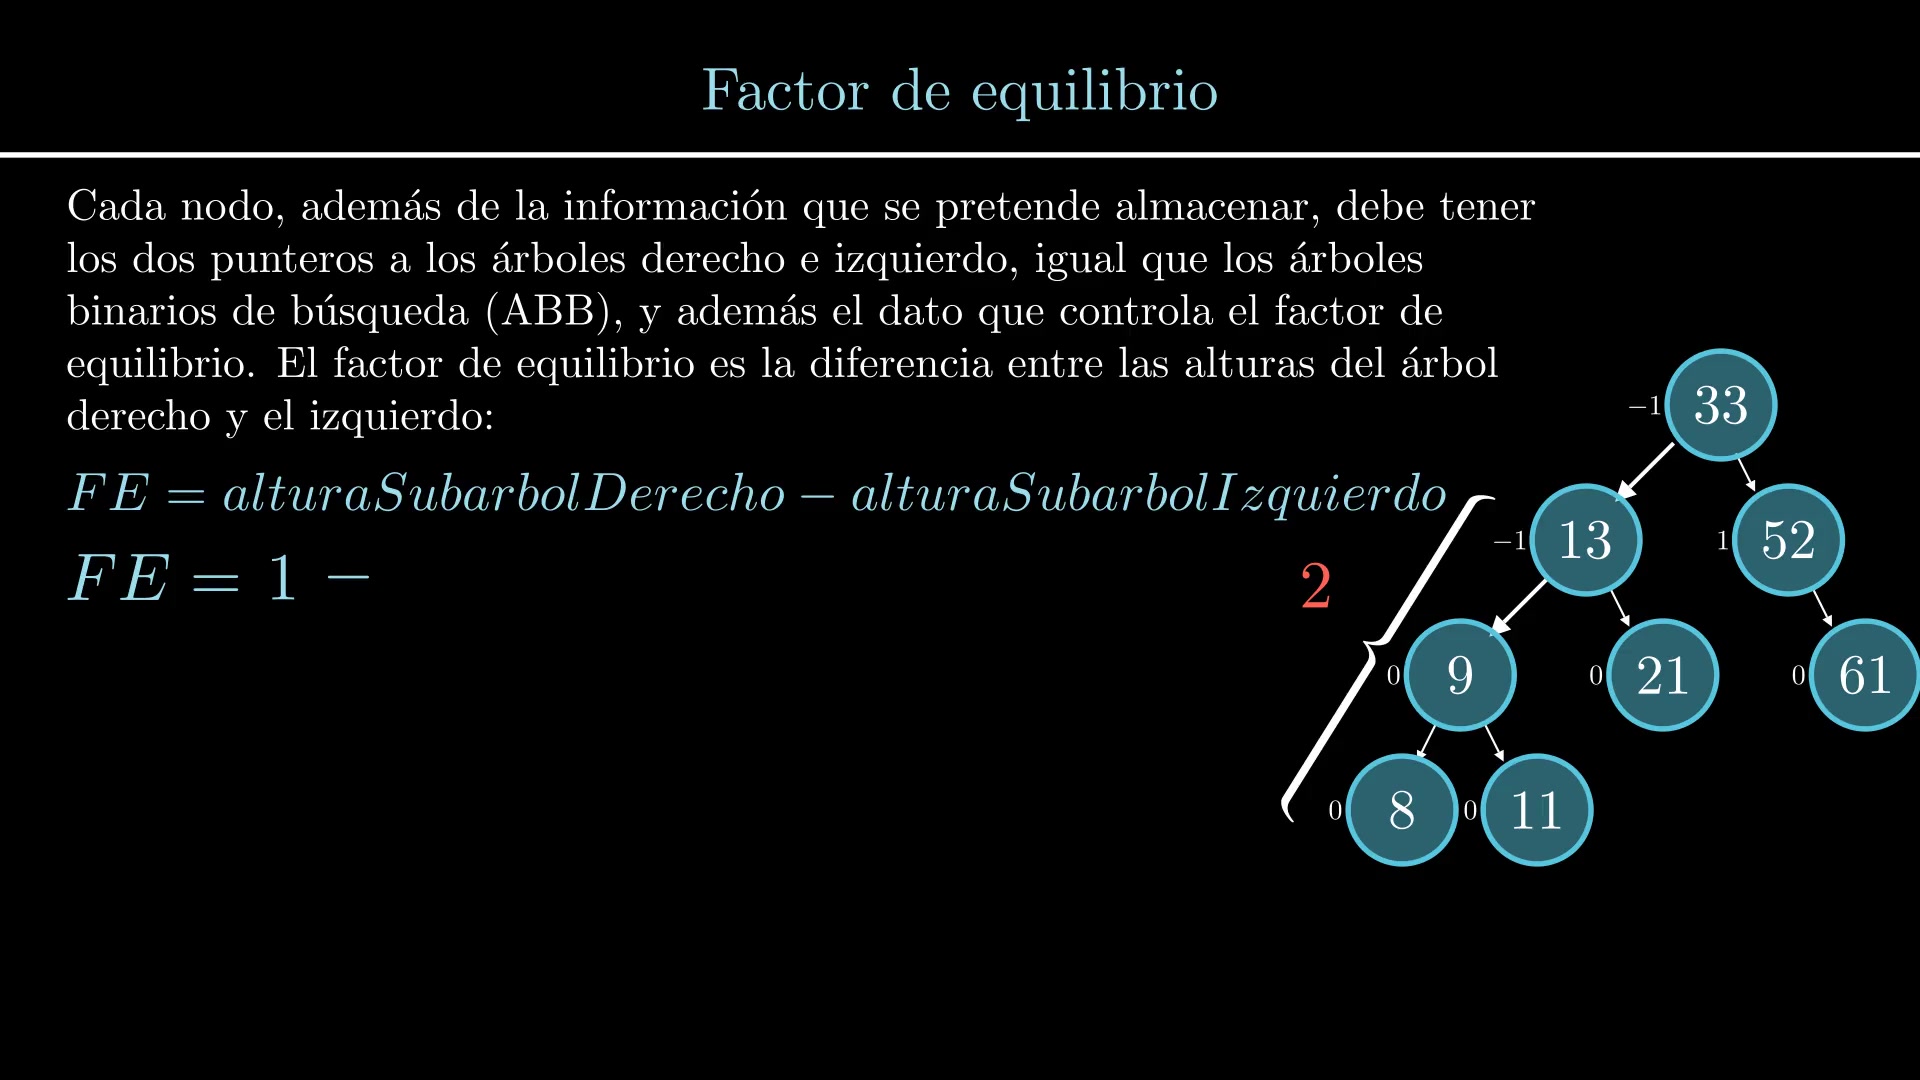 Factor de equilibrio
Cada nodo, además de la información que se pretende almacenar, debe tener
los dos punteros a los árboles derecho e izquierdo, igual que los árboles
binarios de búsqueda (ABB), y además el dato que controla el factor de
equilibrio. El factor de equilibrio es la diferencia entre las alturas del árbol
derecho y el izquierdo:
FE = alturaSubarbolDerecho − alturaSubarbolIzquierdo
FE = 1 −
2
−1 33
−1 13 1 52
0 9 0 21 0 61
0 8 0 11